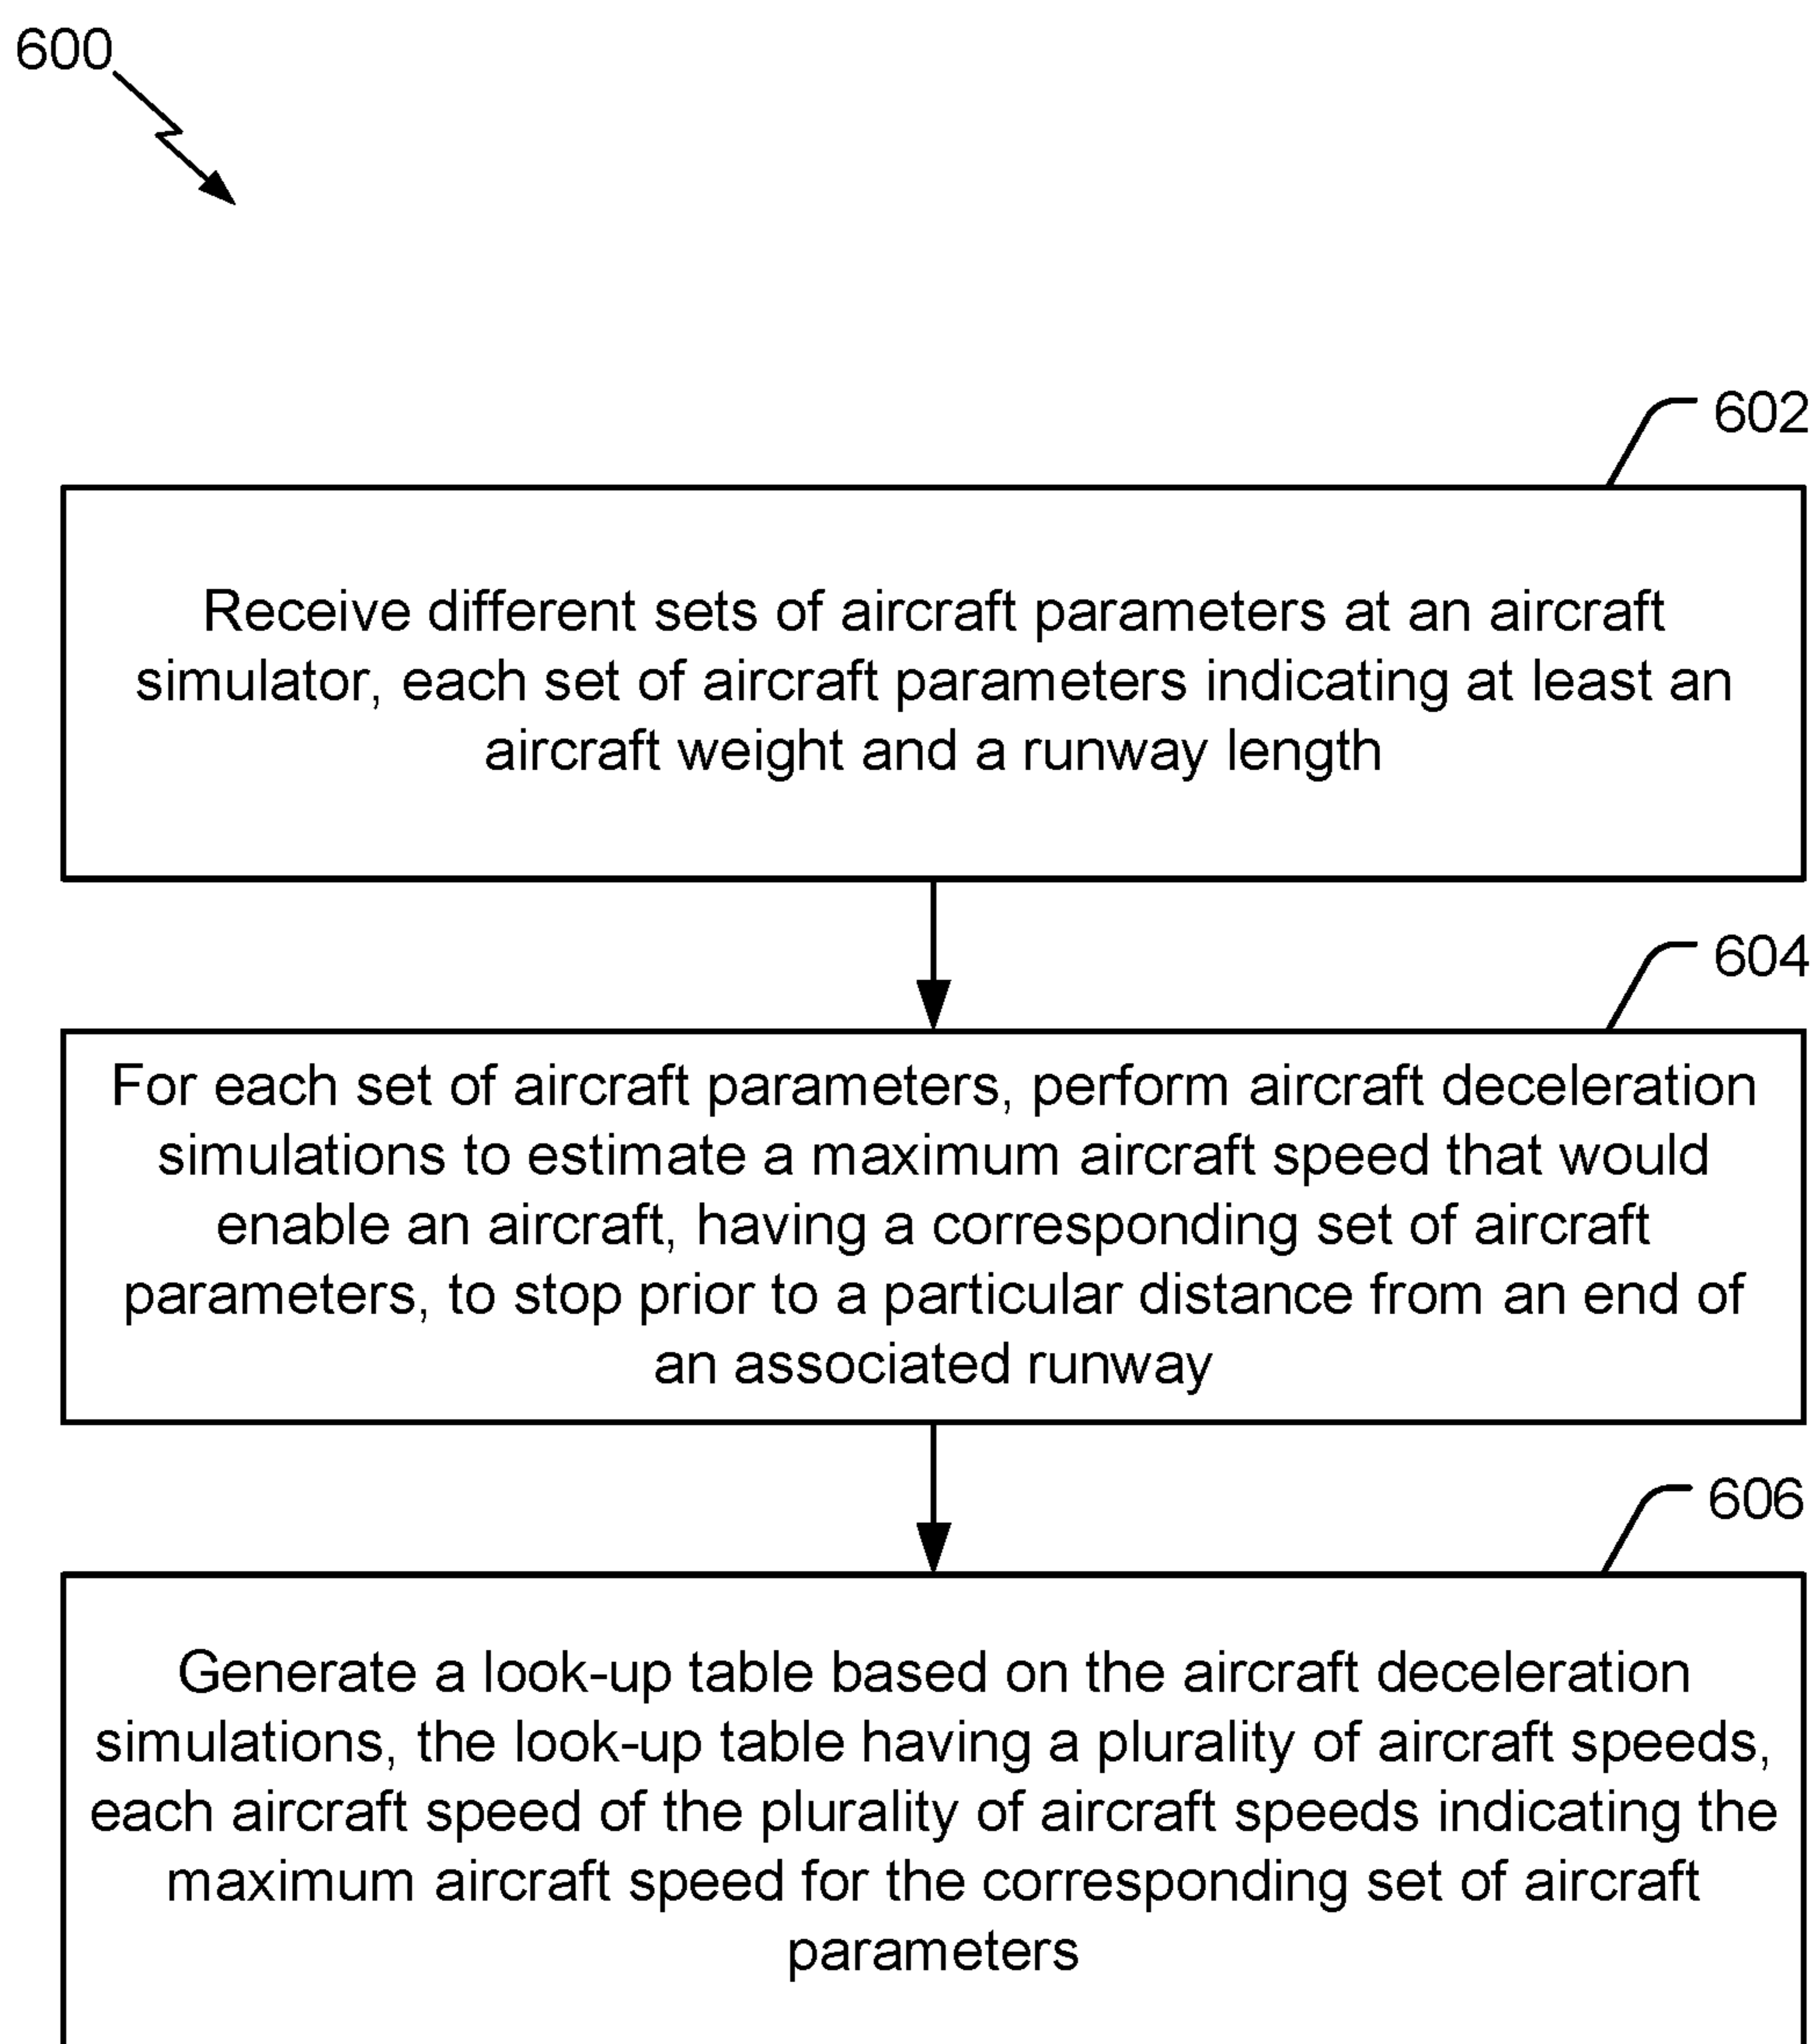 600
602
Receive different sets of aircraft parameters at an aircraft
simulator, each set of aircraft parameters indicating at least an
aircraft weight and a runway length
604
For each set of aircraft parameters, perform aircraft deceleration
simulations to estimate a maximum aircraft speed that would
enable an aircraft, having a corresponding set of aircraft
parameters, to stop prior to a particular distance from an end of
an associated runway
606
Generate a look-up table based on the aircraft deceleration
simulations, the look-up table having a plurality of aircraft speeds,
each aircraft speed of the plurality of aircraft speeds indicating the
maximum aircraft speed for the corresponding set of aircraft
parameters